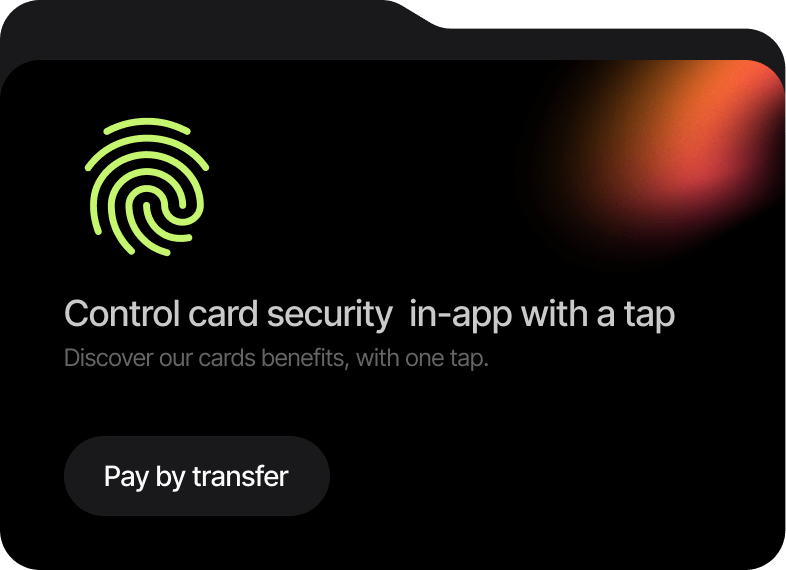 Control card security  in-app with a tap
Discover our cards benefits, with one tap.
Pay by transfer